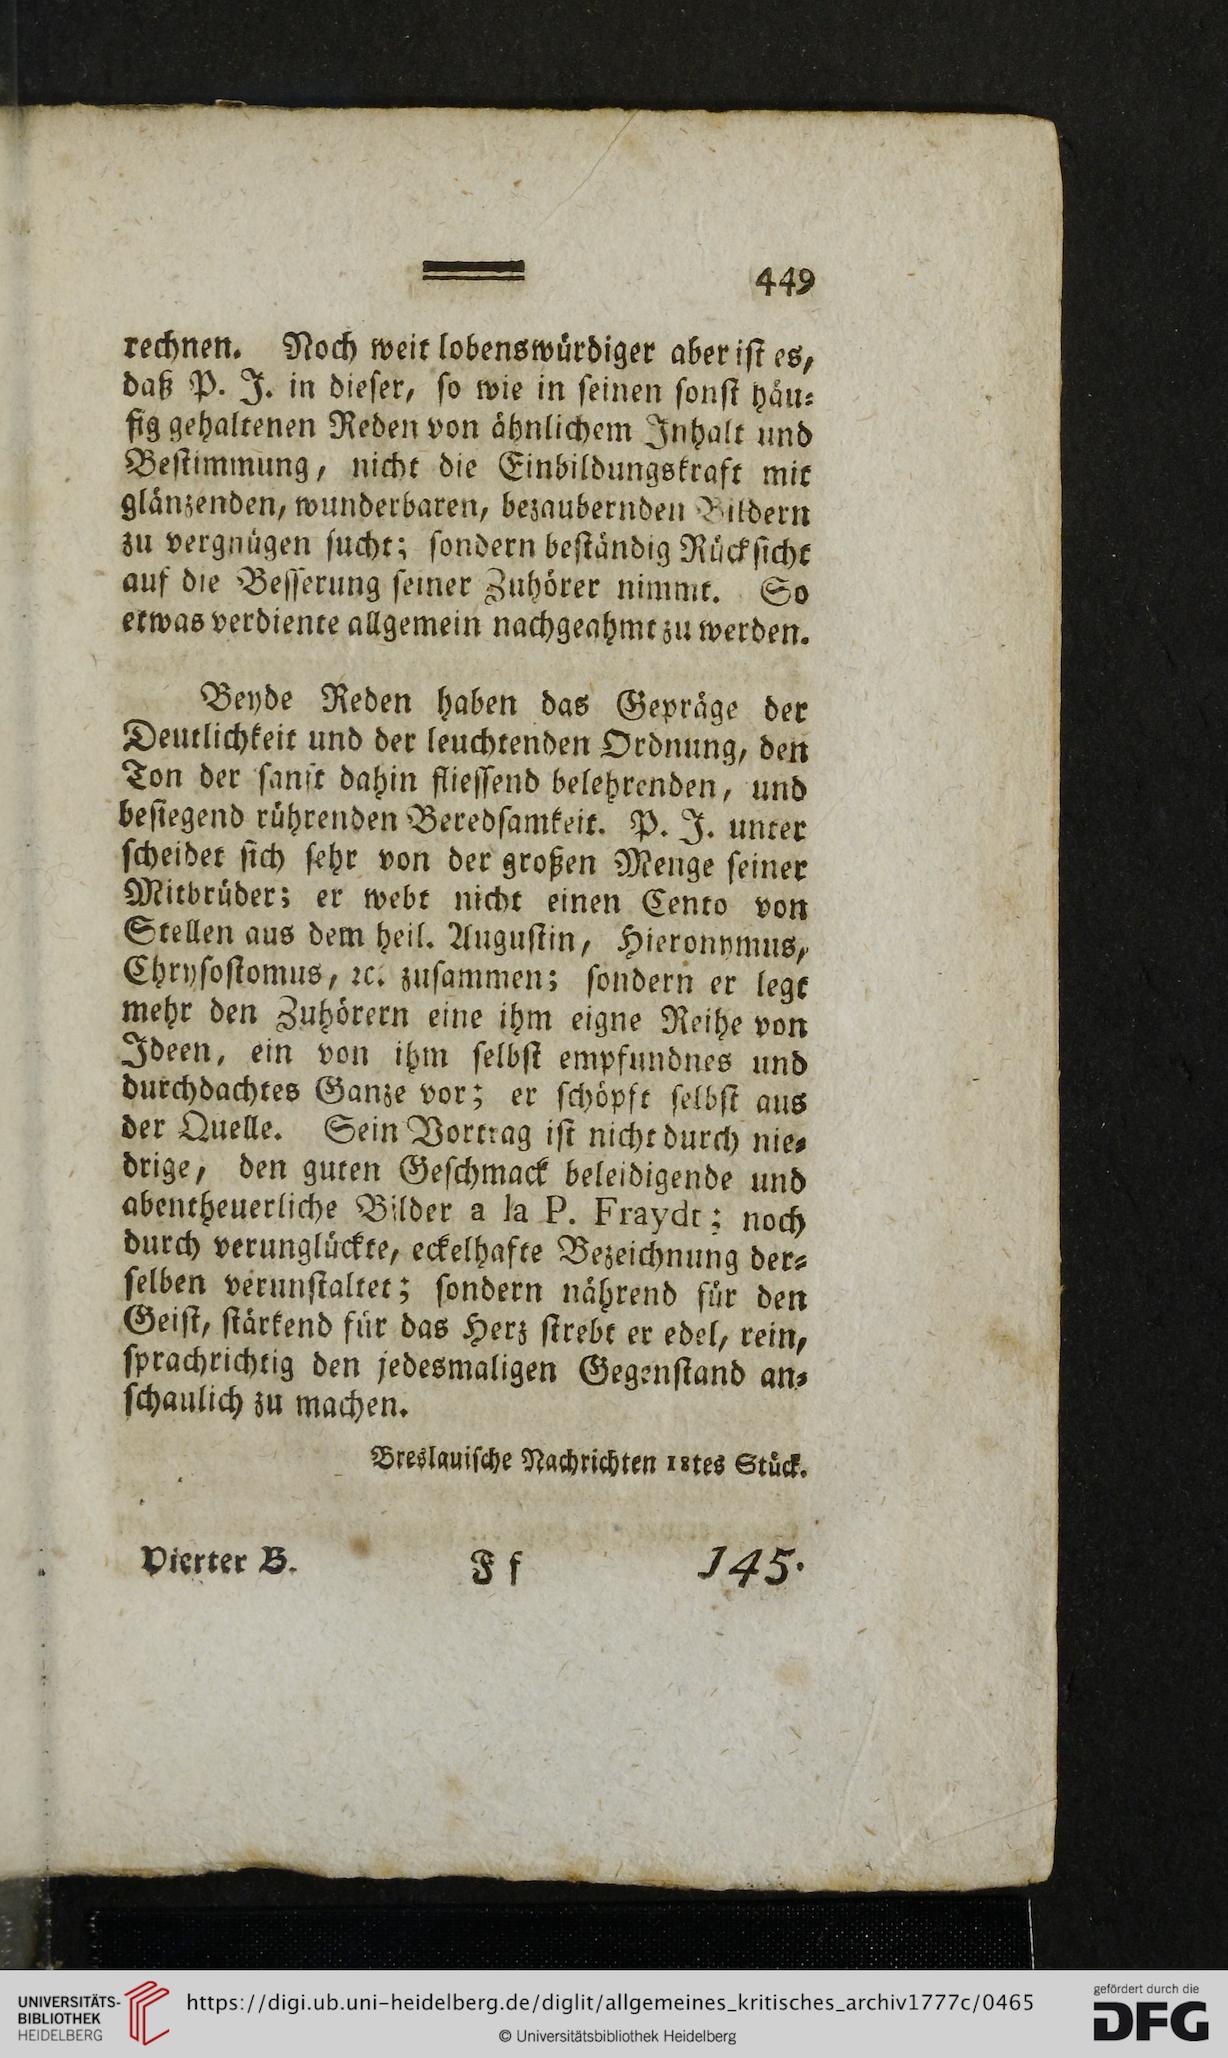 449
rechnen. Noch weit lobenswürdiger aber ist es,
daß P. J. in dieser, so wie in seinen sonst häu-
fig gehaltenen Reden von ähnlichem Inhalt und
Bestimmung, nicht die Einbildungskraft mit
glänzenden, wunderbaren, bezaubernden Bildern
zu vergnügen sucht; sondern beständig Rücksicht
auf die Besserung seiner Zuhörer nimmt. So
etwas verdiente allgemein nachgeahmt zu werden.
Beyde Reden haben das Gepräge der
Deutlichkeit und der leuchtenden Ordnung, den
Ton der sanft dahin fliessend belehrenden, und
besiegend rührenden Beredsamkeit. P. J. unter
scheidet sich sehr von der großen Menge seiner
Mitbrüder; er webt nicht einen Cento von
Stellen aus dem heil. Augustin, Hieronymus,
Chrysostomus, ꝛc. zusammen; sondern er legt
mehr den Zuhörern eine ihm eigne Reihe von
Ideen, ein von ihm selbst empfundnes und
durchdachtes Ganze vor; er schöpft selbst aus
der Quelle. Sein Vortrag ist nicht durch nie-
drige, den guten Geschmack beleidigende und
abentheuerliche Bilder a la P. Fraydt; noch
durch verunglückte, eckelhafte Bezeichnung der-
selben verunstaltet; sondern nährend für den
Geist, stärkend für das Herz strebt er edel, rein,
sprachrichtig den jedesmaligen Gegenstand an-
schaulich zu machen.
Breslauische Nachrichten 18tes Stück.
Vierter B. F f 145.
UNIVERSITÄTS-
BIBLIOTHEK
HEIDELBERG
https://digi.ub.uni-heidelberg.de/diglit/allgemeines_kritisches_archiv1777c/0465
© Universitätsbibliothek Heidelberg
gefördert durch die
DFG